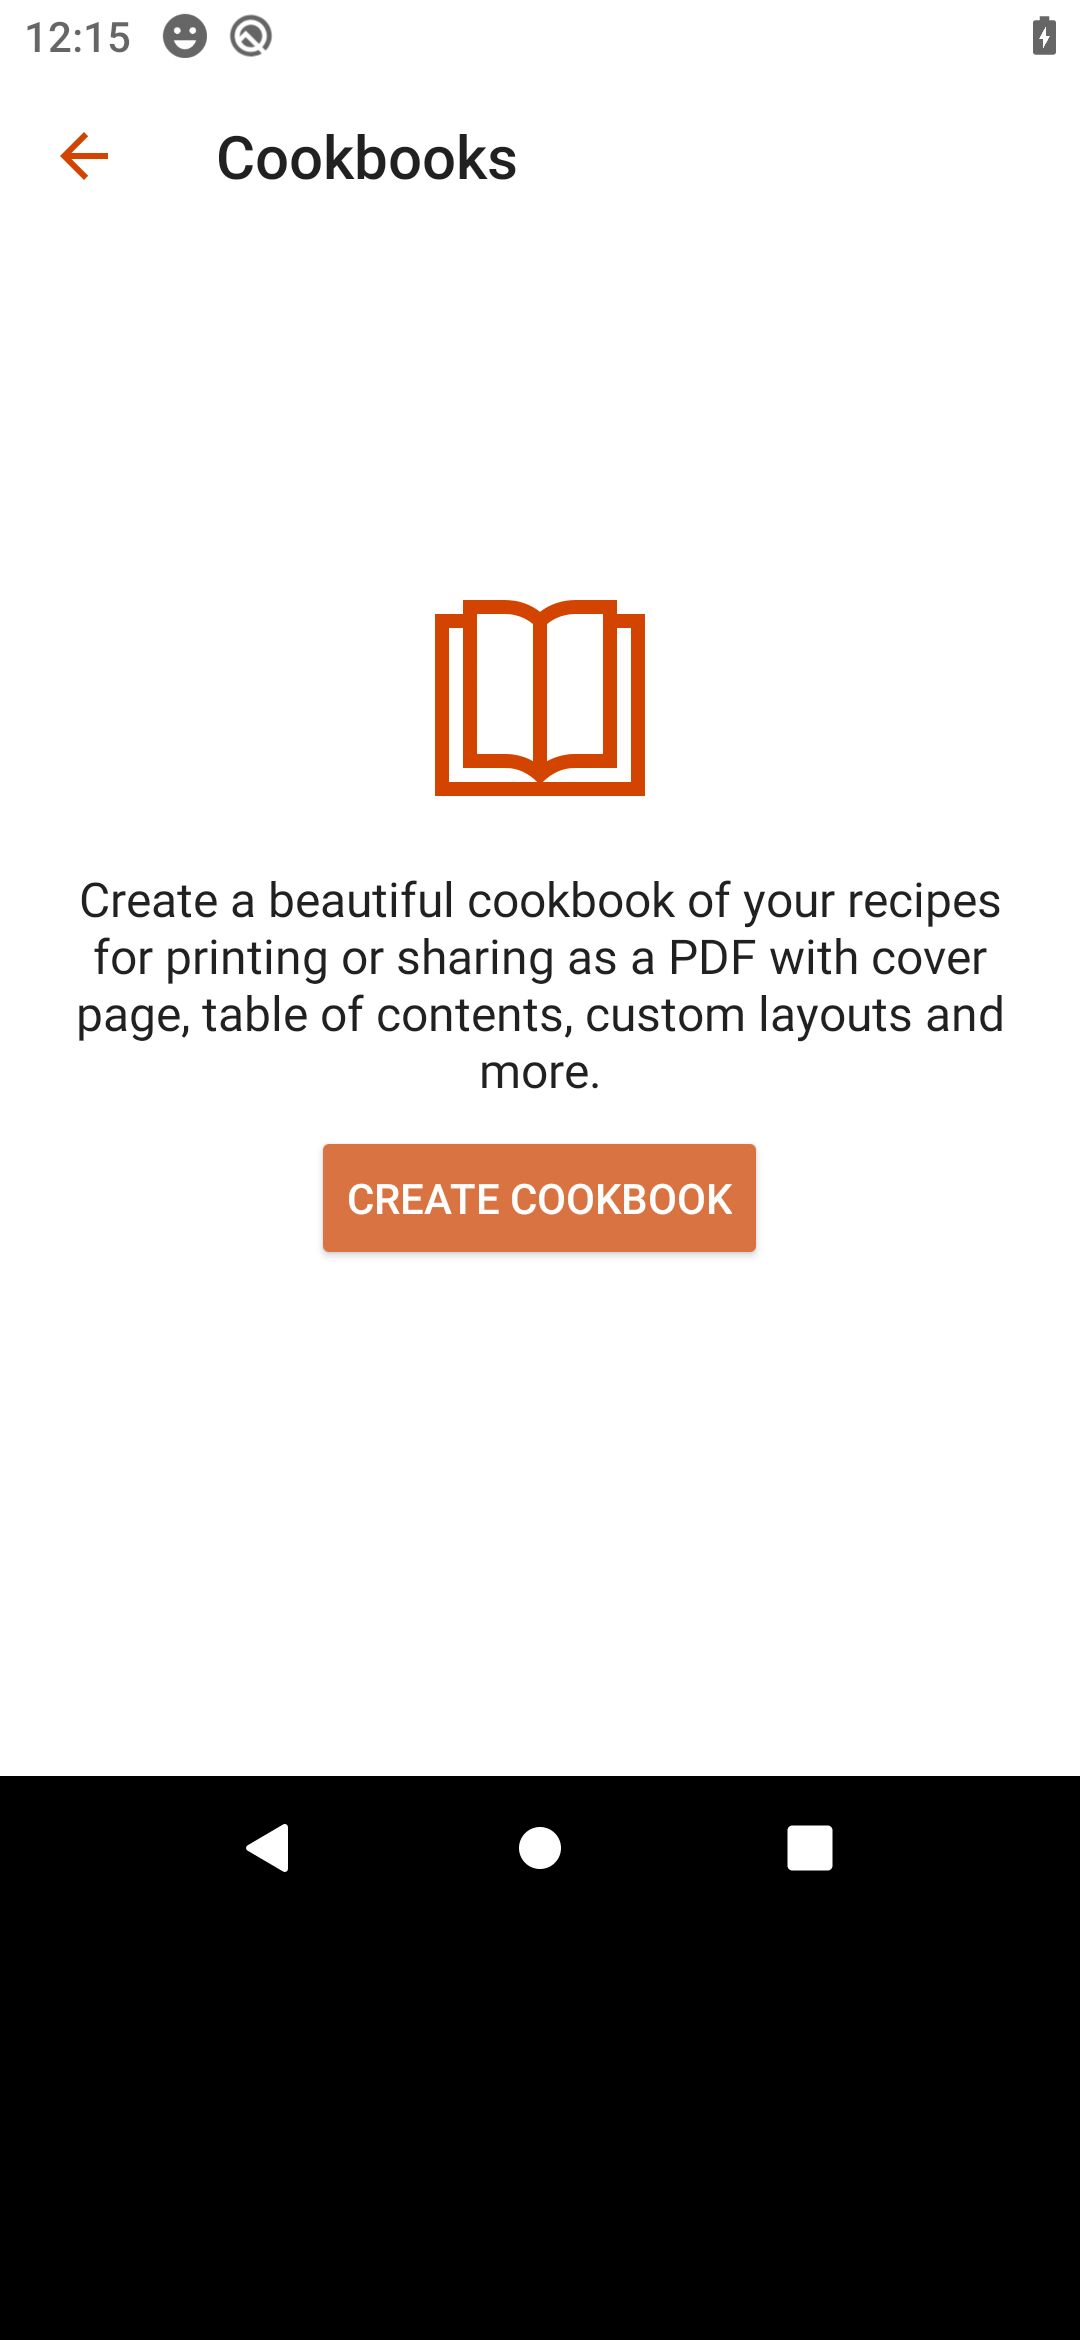 12:15
Cookbooks
Create a beautiful cookbook of your recipes
for printing or sharing as a PDF with cover
page, table of contents, custom layouts and
more.
CREATE COOKBOOK